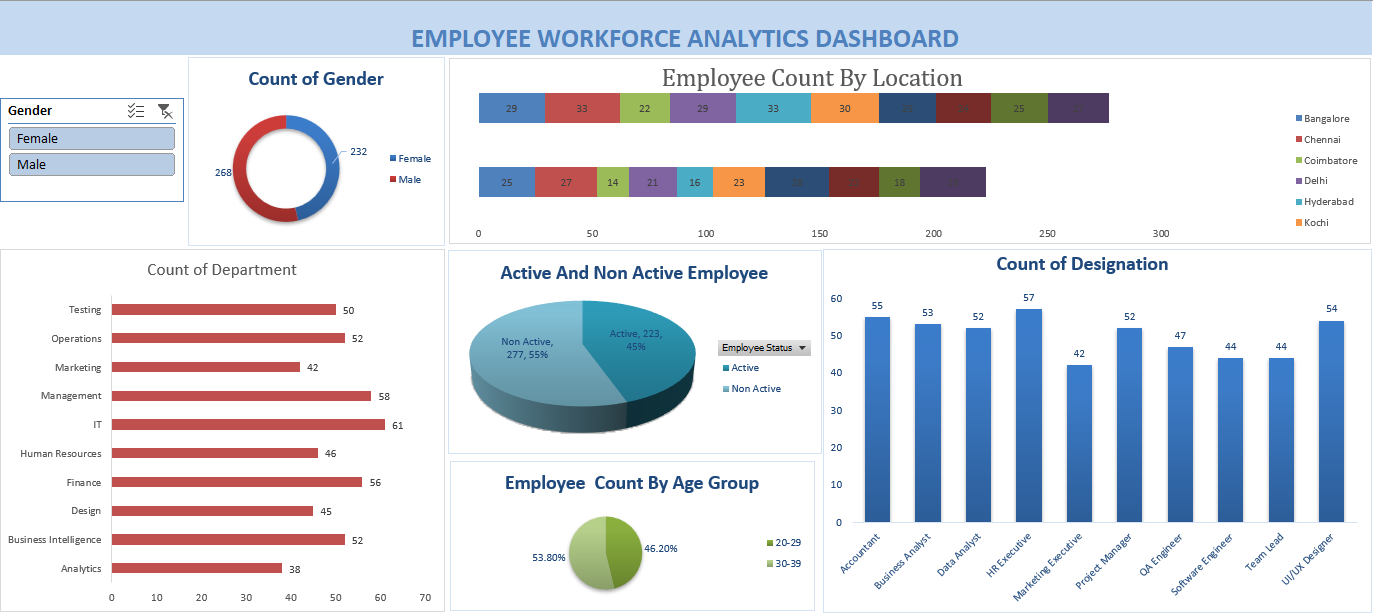 EMPLOYEE WORKFORCE ANALYTICS DASHBOARD
Gender
Female
Male
Count of Gender
232
268
Female
Male
Employee Count By Location
29 33 22 29 33 30 25
25 27 14 21 16 23 18
0 50 100 150 200 250 300
Bangalore
Chennai
Coimbatore
Delhi
Hyderabad
Kochi
Count of Department
Testing 50
Operations 52
Marketing 42
Management 58
IT 61
Human Resources 46
Finance 56
Design 45
Business Intelligence 52
Analytics 38
0 10 20 30 40 50 60 70
Active And Non Active Employee
Non Active,
277, 55%
Active, 223,
45%
Employee Status
Active
Non Active
Employee Count By Age Group
53.80%
46.20%
20-29
30-39
Count of Designation
60
50
40
30
20
10
0
55 53 52 57 42 52 47 44 44 54
Accountant
Business Analyst
Data Analyst
HR Executive
Marketing Executive
Project Manager
QA Engineer
Software Engineer
Team Lead
UI/UX Designer